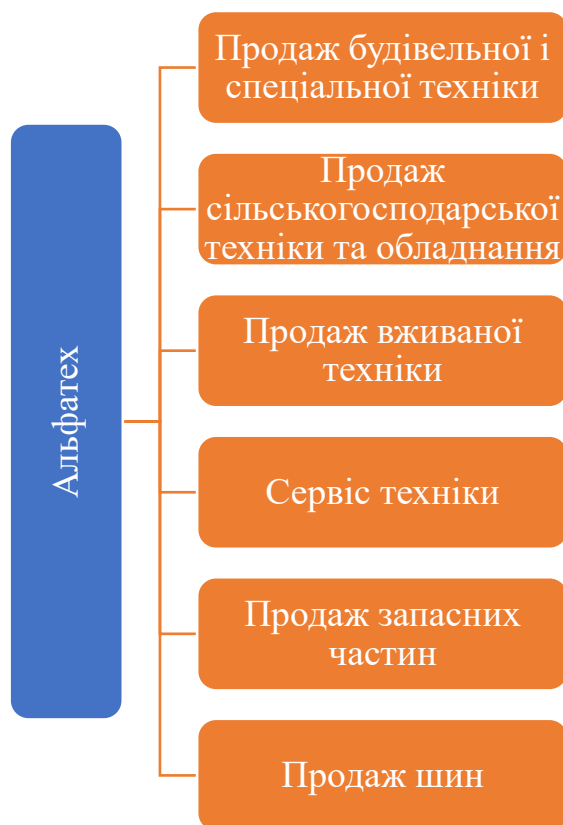 Альфатех
Продаж будівельної і
спеціальної техніки
Продаж
сільськогосподарської
техніки та обладнання
Продаж вживаної
техніки
Сервіс техніки
Продаж запасних
частин
Продаж шин